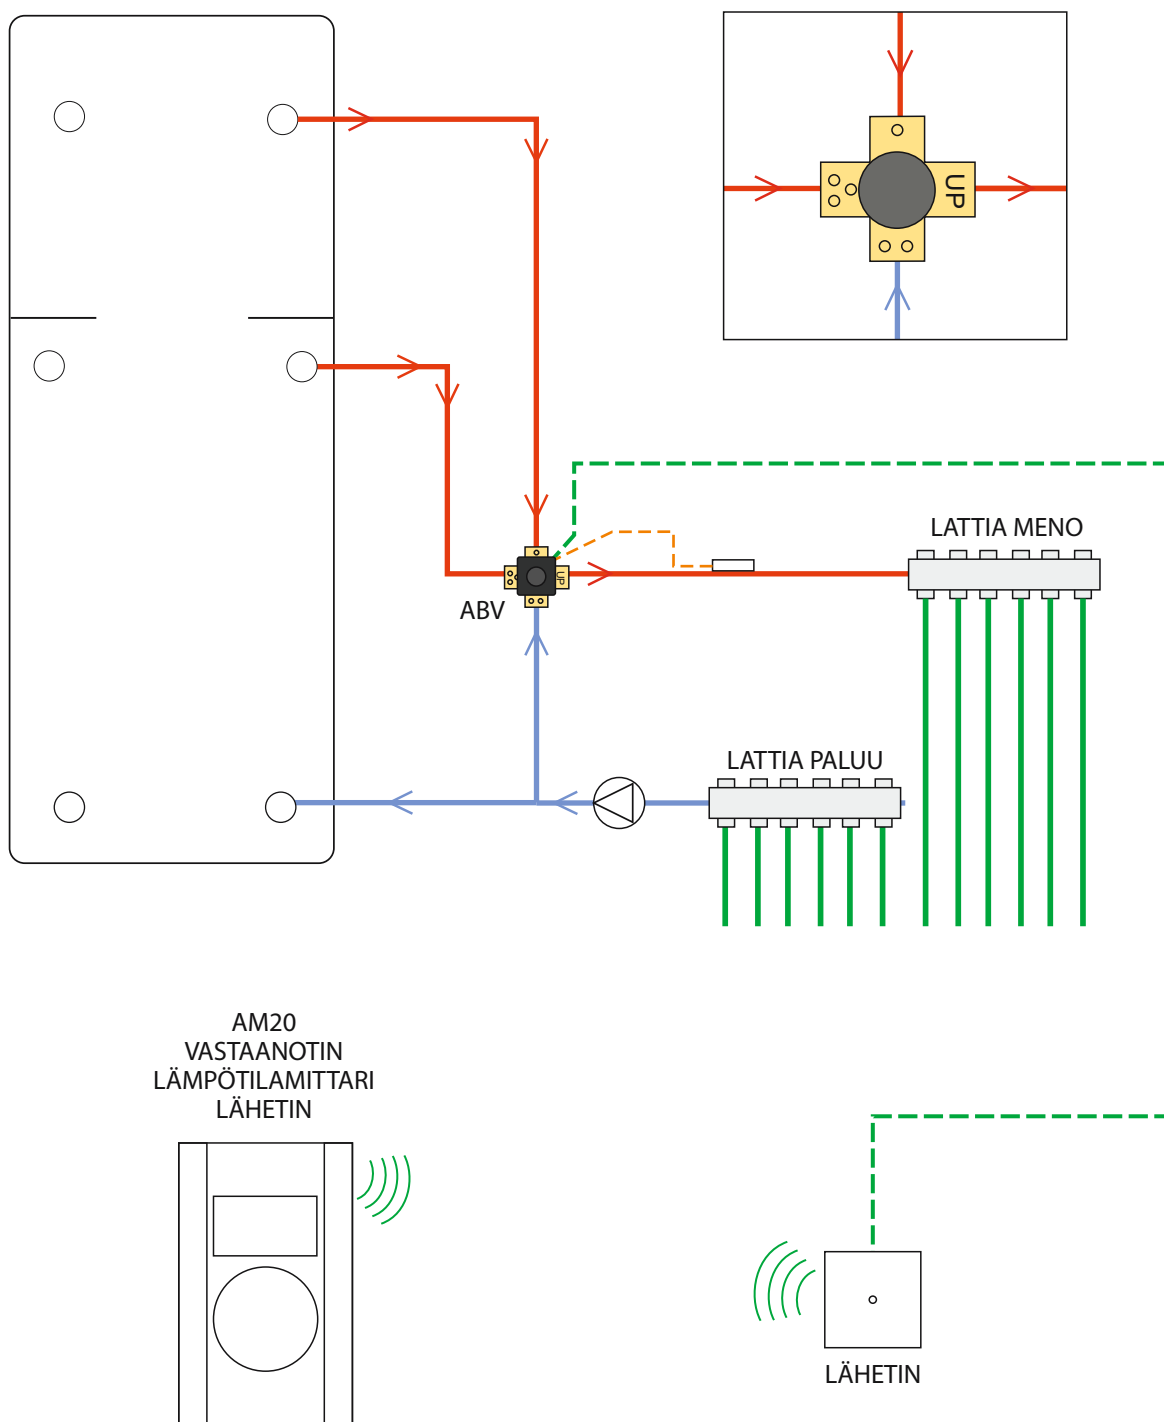 UP
LATTIA MENO
UP
ABV
LATTIA PALUU
AM20
VASTAANOTIN
LÄMPÖTILAMITTARI
LÄHETIN
LÄHETIN